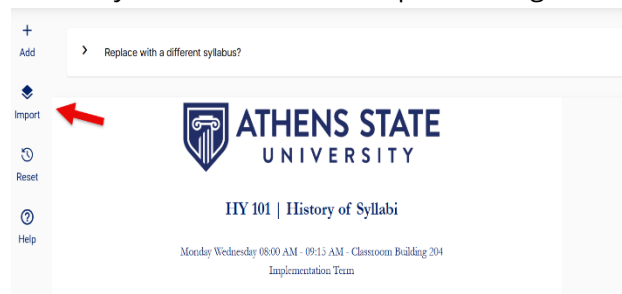 Add
Replace with a different syllabus?
Import
ATHENS STATE
UNIVERSITY
Reset
HY 101 | History of Syllabi
Help
Monday Wednesday 08:00 AM - 09:15 AM - Classroom Building 204
Implementation Term